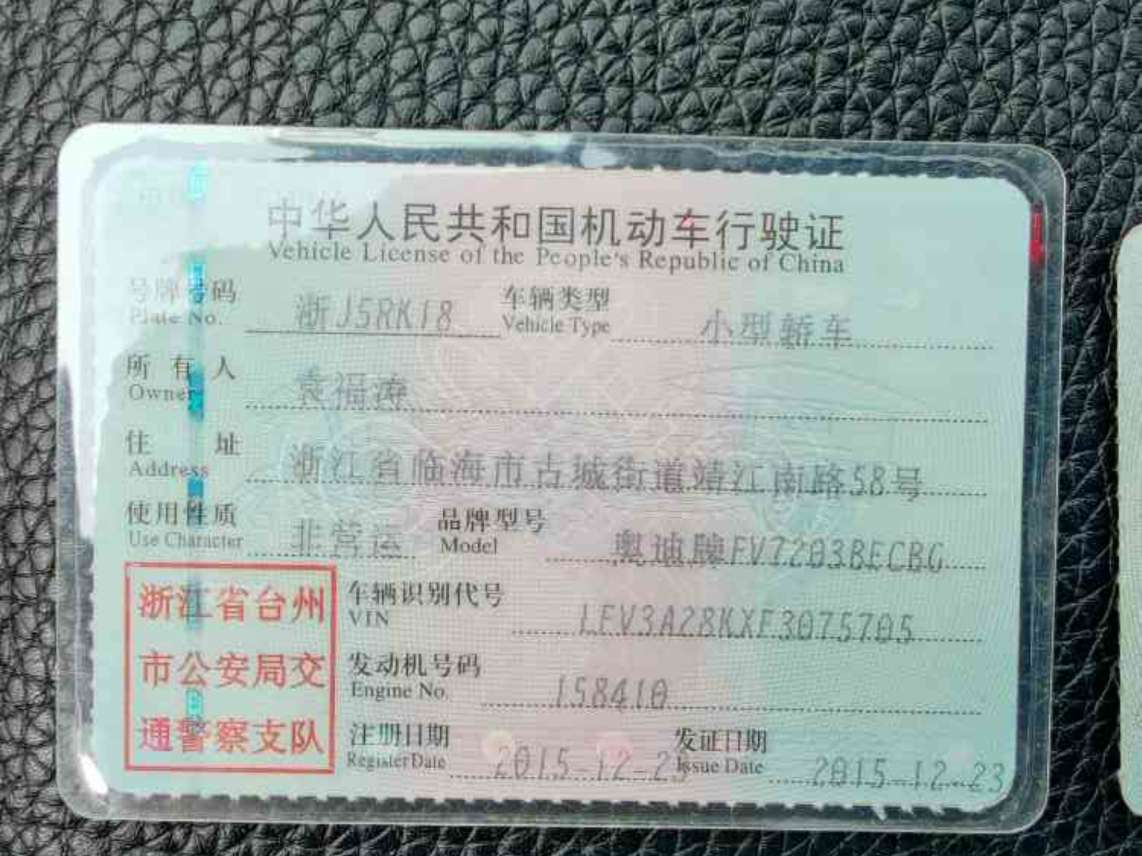 中华人民共和国机动车行驶证
Vehicle License of the People's Republic of China
号牌号码 浙J5RK18 车辆类型 小型轿车
Plate No. Vehicle Type
所有人 袁福涛
Owner
住址 浙江省临海市古城街道靖江南路58号
Address
使用性质 非营运 品牌型号 奥迪牌FV7203BECBG
Use Character Model
浙江省台州
市公安局交
通警察支队
车辆识别代号 LFV3A28KXF3075705
VIN
发动机号码 158410
Engine No.
注册日期 2015-12-23 发证日期 2015-12-23
Register Date Issue Date